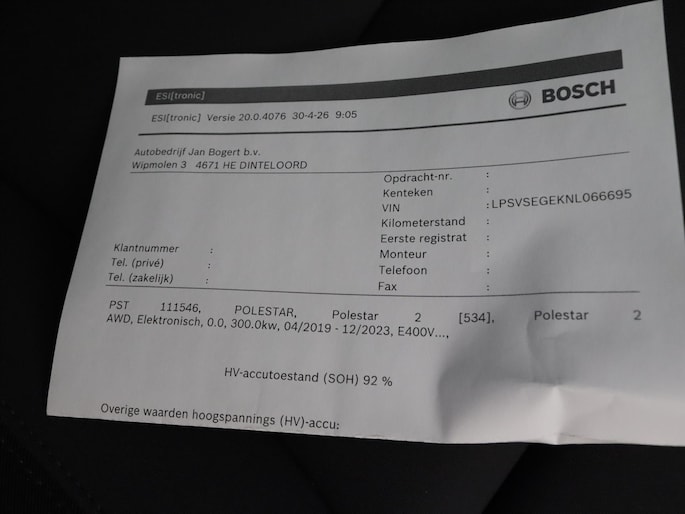 ESI[tronic]
BOSCH
ESI[tronic] Versie 20.0.4076 30-4-26 9:05
Autobedrijf Jan Bogert b.v.
Wipmolen 3 4671 HE DINTELOORD
Opdracht-nr. :
Kenteken :
VIN :LPSVSEGEKNL066695
Kilometerstand :
Eerste registrat :
Klantnummer : Monteur :
Tel. (privé) : Telefoon :
Tel. (zakelijk) : Fax :
PST 111546, POLESTAR, Polestar 2 [534], Polestar 2
AWD, Elektronisch, 0.0, 300.0kw, 04/2019 - 12/2023, E400V...,
HV-accutoestand (SOH) 92 %
Overige waarden hoogspannings (HV)-accu: